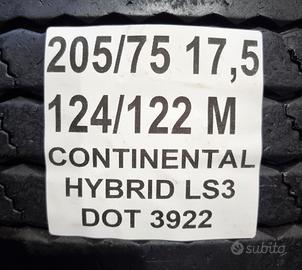 205/75 17,5
124/122 M
CONTINENTAL
HYBRID LS3
DOT 3922
subito